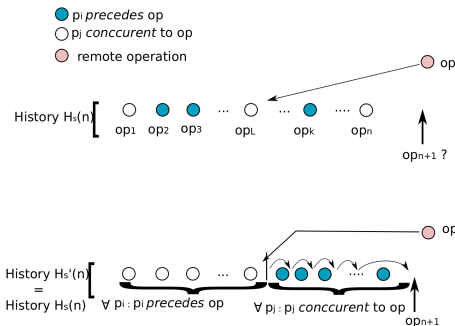 pi precedes op
pj conccurent to op
remote operation
op
History Hs(n)
... ... ....
op1 op2 op3 opL opk opn
opn+1 ?
op
History Hs'(n)
... ....
=
History Hs(n)
∀ pi : pi precedes op ∀ pj : pj conccurent to op
opn+1